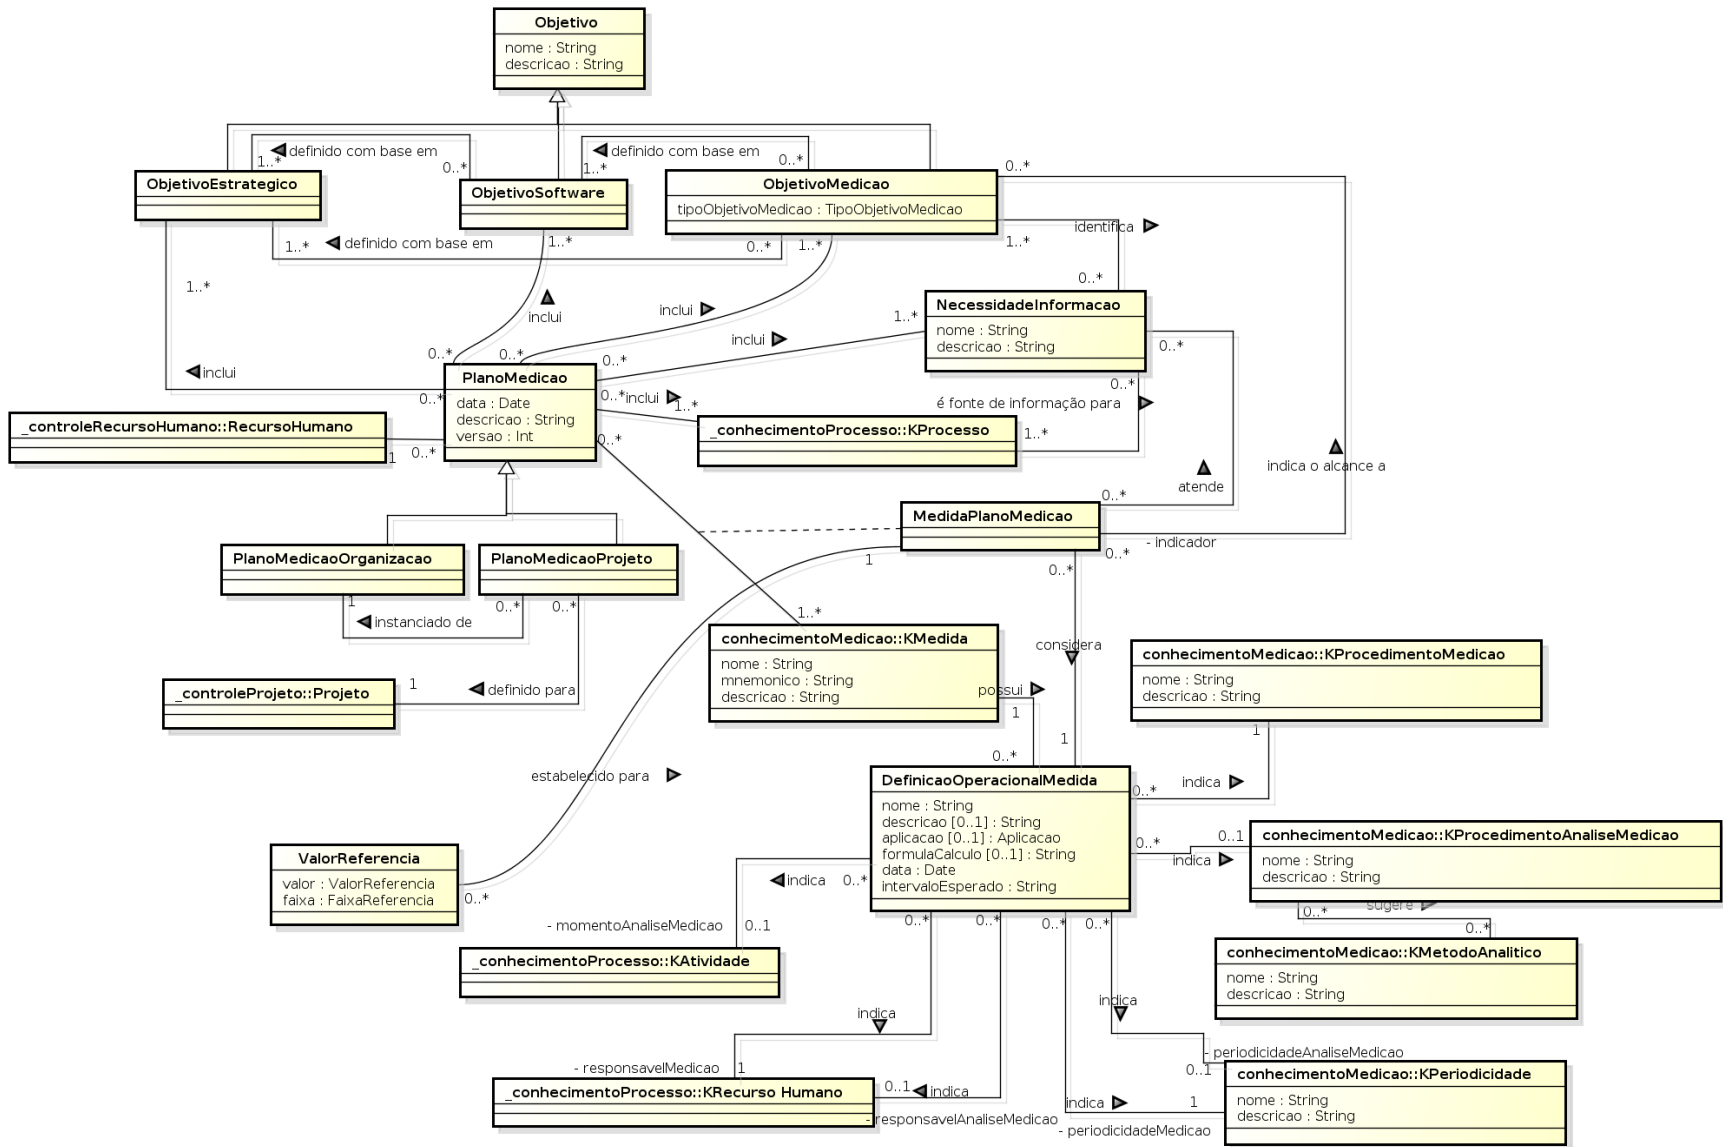 Objetivo
nome : String
descricao : String
definido com base em
1..*
0..*
definido com base em
1..*
0..*
0..*
ObjetivoEstrategico
ObjetivoSoftware
ObjetivoMedicao
tipoObjetivoMedicao : TipoObjetivoMedicao
identifica
1..*
definido com base em
1..*
0..*
1..*
1..*
0..*
1..*
inclui
inclui
inclui
1..*
NecessidadeInformacao
nome : String
descricao : String
0..*
0..*
0..*
0..*
inclui
PlanoMedicao
data : Date
descricao : String
versao : Int
0..*
0..*
inclui
1..*
0..*
é fonte de informação para
_controleRecursoHumano::RecursoHumano
1
0..*
0..*
_conhecimentoProcesso::KProcesso
1..*
indica o alcance a
atende
0..*
MedidaPlanoMedicao
- indicador
0..*
1
0..*
PlanoMedicaoOrganizacao
PlanoMedicaoProjeto
1
0..*
0..*
instanciado de
1..*
conhecimentoMedicao::KMedida
nome : String
mnemonico : String
descricao : String
considera
possui
1
1
0..*
conhecimentoMedicao::KProcedimentoMedicao
nome : String
descricao : String
1
_controleProjeto::Projeto
1
definido para
estabelecido para
DefinicaoOperacionalMedida
nome : String
descricao [0..1] : String
aplicacao [0..1] : Aplicacao
formulaCalculo [0..1] : String
data : Date
intervaloEsperado : String
0..*
indica
0..*
0..1
indica
conhecimentoMedicao::KProcedimentoAnaliseMedicao
nome : String
descricao : String
sugere
0..*
0..*
ValorReferencia
valor : ValorReferencia
faixa : FaixaReferencia
0..*
indica
0..*
- momentoAnaliseMedicao
0..1
0..*
0..*
0..*
0..*
_conhecimentoProcesso::KAtividade
conhecimentoMedicao::KMetodoAnalitico
nome : String
descricao : String
indica
indica
- responsavelMedicao
1
- periodicidadeAnaliseMedicao
0..1
_conhecimentoProcesso::KRecurso Humano
0..1
indica
- responsavelAnaliseMedicao
indica
1
- periodicidadeMedicao
conhecimentoMedicao::KPeriodicidade
nome : String
descricao : String